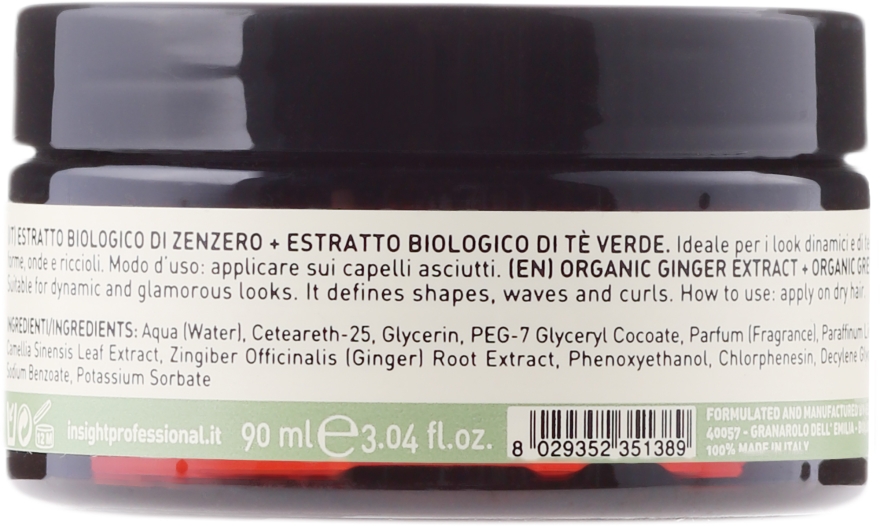 (IT) ESTRATTO BIOLOGICO DI ZENZERO + ESTRATTO BIOLOGICO DI TÈ VERDE. Ideale per i look dinamici e di
forme, onde e riccioli. Modo d'uso: applicare sui capelli asciutti. (EN) ORGANIC GINGER EXTRACT + ORGANIC GRE
Suitable for dynamic and glamorous looks. It defines shapes, waves and curls. How to use: apply on dry hair.
INGREDIENTI/INGREDIENTS: Aqua (Water), Ceteareth-25, Glycerin, PEG-7 Glyceryl Cocoate, Parfum (Fragrance), Paraffinum
Camellia Sinensis Leaf Extract, Zingiber Officinalis (Ginger) Root Extract, Phenoxyethanol, Chlorphenesin, Decylene
Sodium Benzoate, Potassium Sorbate
12 M
insightprofessional.it 90 ml e 3.04 fl.oz.
8 029352 351389
FORMULATED AND MANUFACTURED
40057 - GRANAROLO DELL'EMILIA -
100% MADE IN ITALY